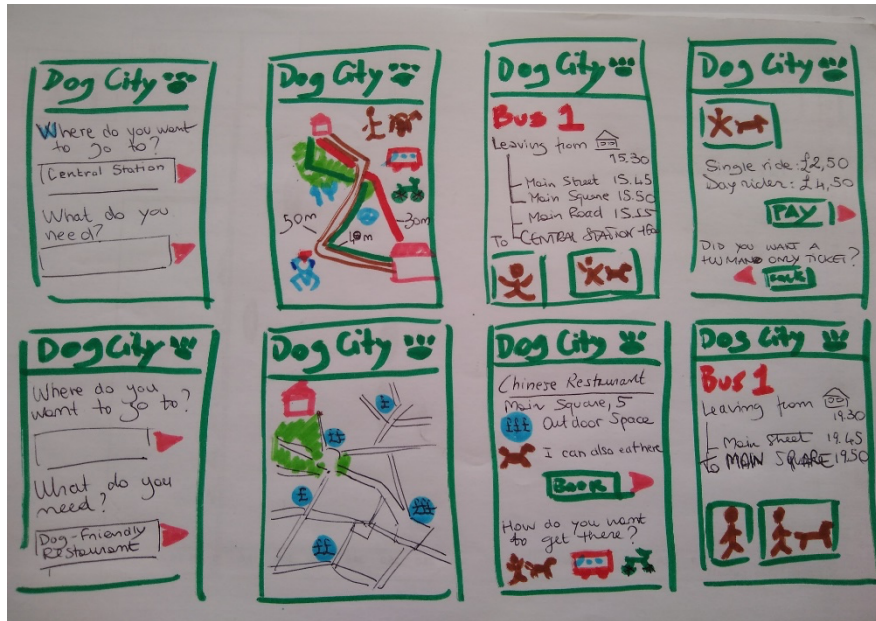 Dog City
Where do you want
to go to?
Central Station
What do you
need?
Dog City
50m
40m
30m
Dog City
Bus 1
Leaving from
15.30
Main Street 15.45
Main Square 15.50
Main Road 15.55
To CENTRAL STATION
Dog City
Single ride: £2,50
Day rider: £4,50
PAY
DID YOU WANT A
HUMAN ONLY TICKET?
Dog City
Where do you
want to go to?
What do you
need?
Dog-Friendly
Restaurant
Dog City
£
££
£
£££
££
Dog City
Chinese Restaurant
Main Square, 5
£££ Outdoor Space
I can also eat here
BOOK
How do you want
to get there?
Dog City
Bus 1
Leaving from
19.30
Main Street 19.45
To MAIN SQUARE 19.50